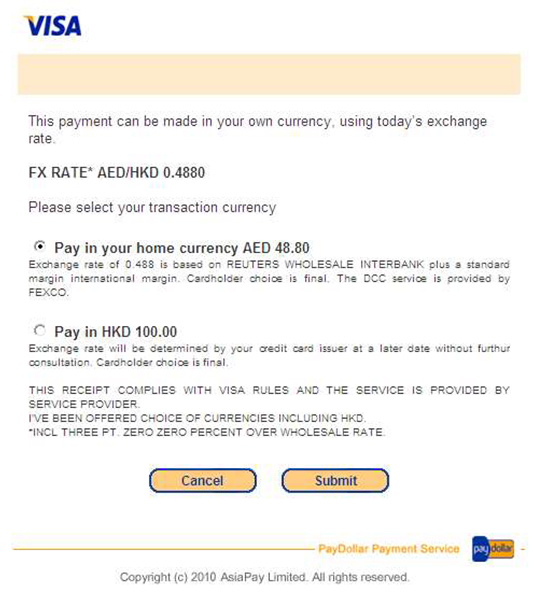 VISA
This payment can be made in your own currency, using today's exchange
rate.
FX RATE* AED/HKD 0.4880
Please select your transaction currency
Pay in your home currency AED 48.80
Exchange rate of 0.488 is based on REUTERS WHOLESALE INTERBANK plus a standard
margin international margin. Cardholder choice is final. The DCC service is provided by
FEXCO.
Pay in HKD 100.00
Exchange rate will be determined by your credit card issuer at a later date without furthur
consultation. Cardholder choice is final.
THIS RECEIPT COMPLIES WITH VISA RULES AND THE SERVICE IS PROVIDED BY
SERVICE PROVIDER.
I'VE BEEN OFFERED CHOICE OF CURRENCIES INCLUDING HKD.
*INCL THREE PT. ZERO ZERO PERCENT OVER WHOLESALE RATE.
Cancel Submit
PayDollar Payment Service paydollar
Copyright (c) 2010 AsiaPay Limited. All rights reserved.